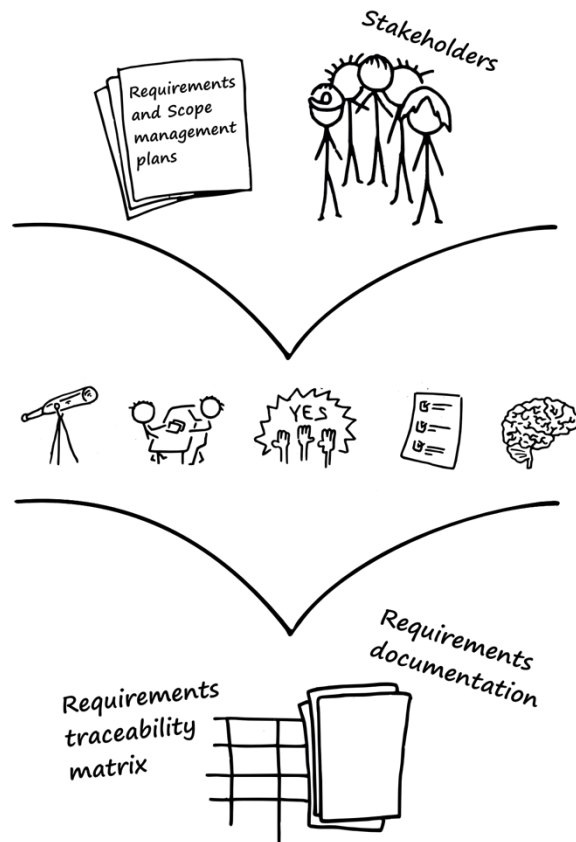 Stakeholders
Requirements
and Scope
management
plans
YES
Requirements
documentation
Requirements
traceability
matrix